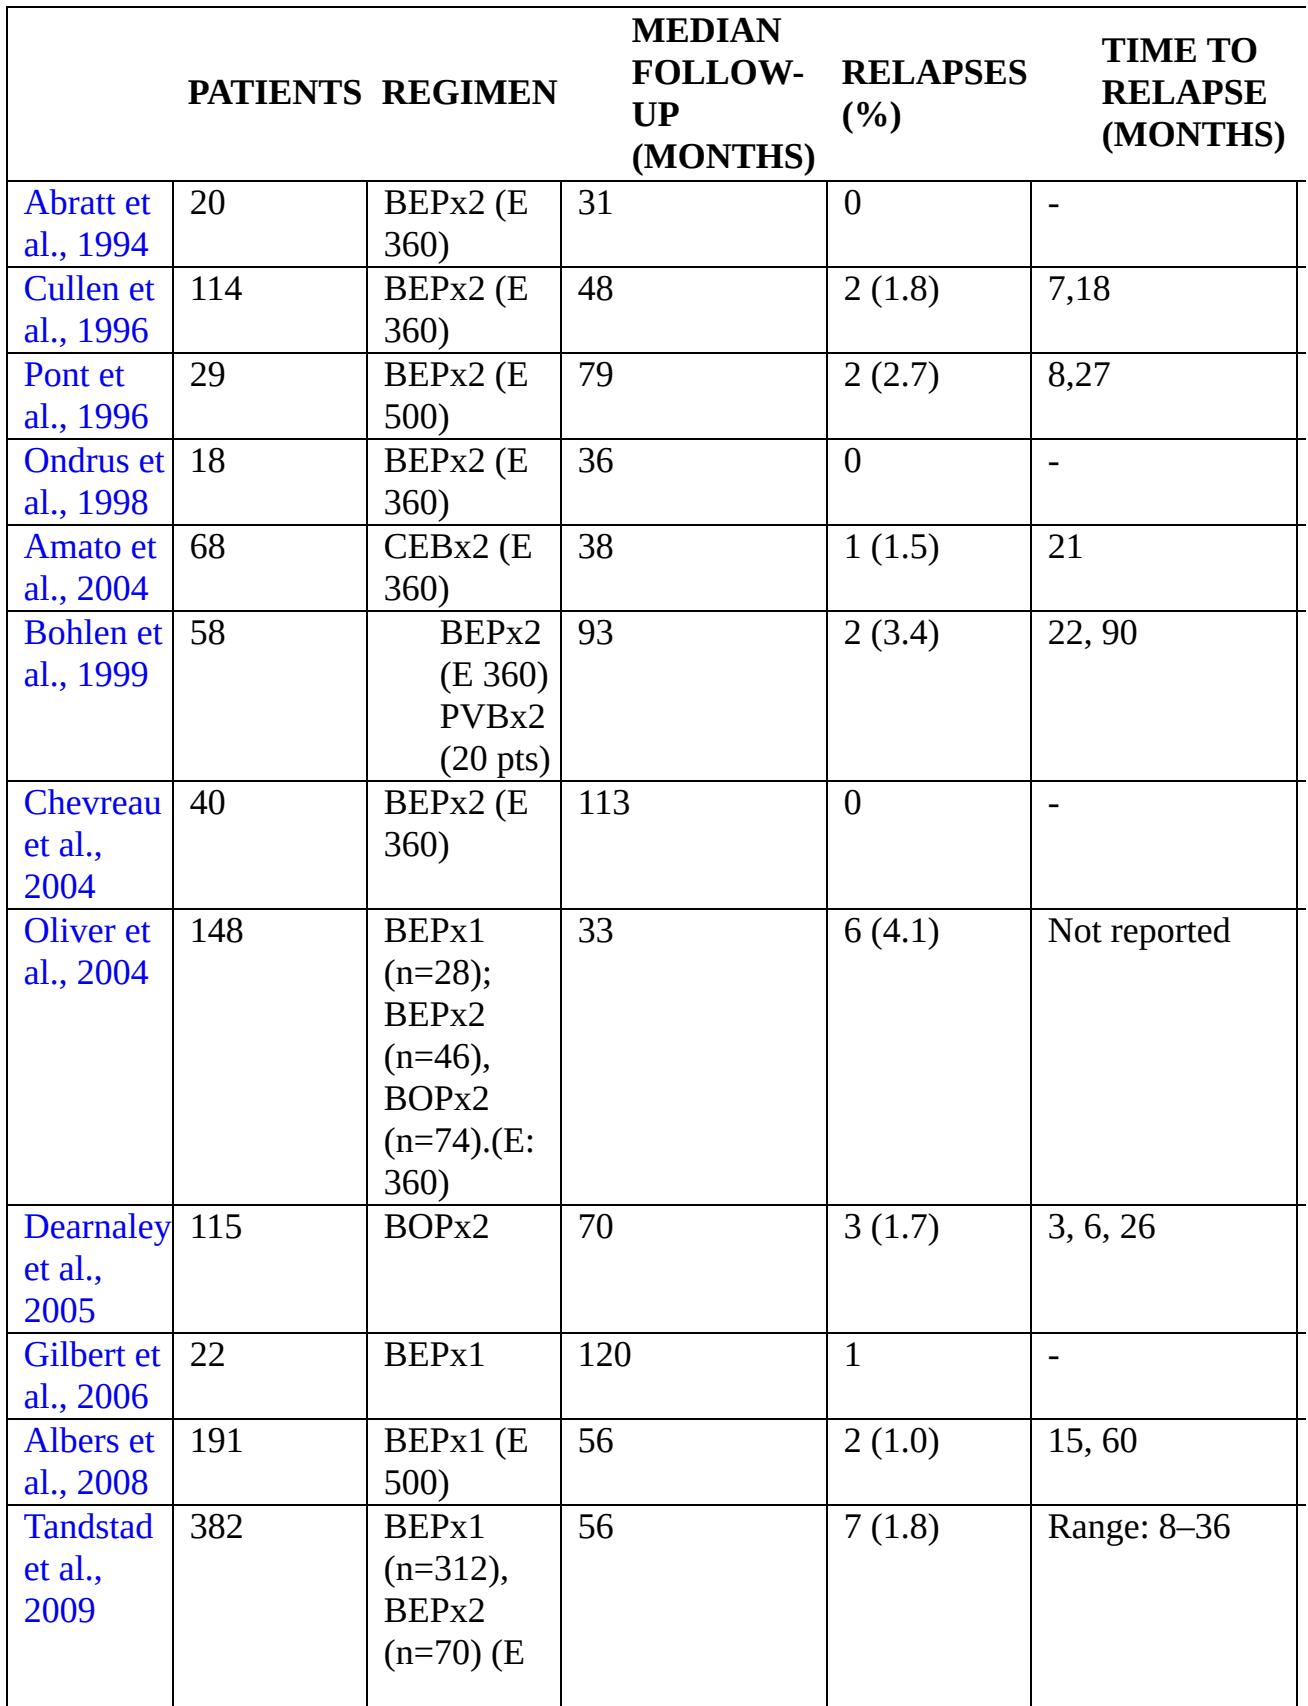 PATIENTS REGIMEN MEDIAN FOLLOW-UP (MONTHS) RELAPSES (%) TIME TO RELAPSE (MONTHS)
Abratt et 20 BEPx2 (E 31 0 -
al., 1994 360)
Cullen et 114 BEPx2 (E 48 2 (1.8) 7,18
al., 1996 360)
Pont et 29 BEPx2 (E 79 2 (2.7) 8,27
al., 1996 500)
Ondrus et 18 BEPx2 (E 36 0 -
al., 1998 360)
Amato et 68 CEBx2 (E 38 1 (1.5) 21
al., 2004 360)
Bohlen et 58 BEPx2 93 2 (3.4) 22, 90
al., 1999 (E 360)
PVBx2
(20 pts)
Chevreau 40 BEPx2 (E 113 0 -
et al., 360)
2004
Oliver et 148 BEPx1 33 6 (4.1) Not reported
al., 2004 (n=28);
BEPx2
(n=46),
BOPx2
(n=74).(E:
360)
Dearnaley 115 BOPx2 70 3 (1.7) 3, 6, 26
et al.,
2005
Gilbert et 22 BEPx1 120 1 -
al., 2006
Albers et 191 BEPx1 (E 56 2 (1.0) 15, 60
al., 2008 500)
Tandstad 382 BEPx1 56 7 (1.8) Range: 8–36
et al., (n=312),
2009 BEPx2
(n=70) (E